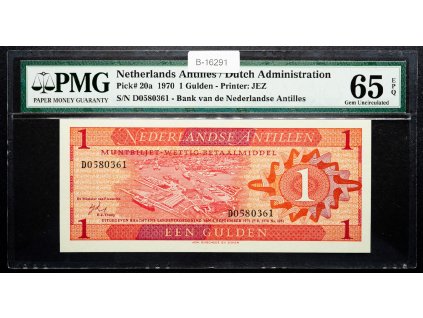 B-16291
PMG
PAPER MONEY GUARANTY
Netherlands Antilles / Dutch Administration
Pick# 20a 1970 1 Gulden - Printer: JEZ
S/N D0580361 - Bank van de Nederlandse Antilles
65 EPQ
Gem Uncirculated
1 NEDERLANDSE ANTILLEN 1
MUNTBILJET-WETTIG BETAALMIDDEL
D0580361
1
D0580361
1 EEN GULDEN 1